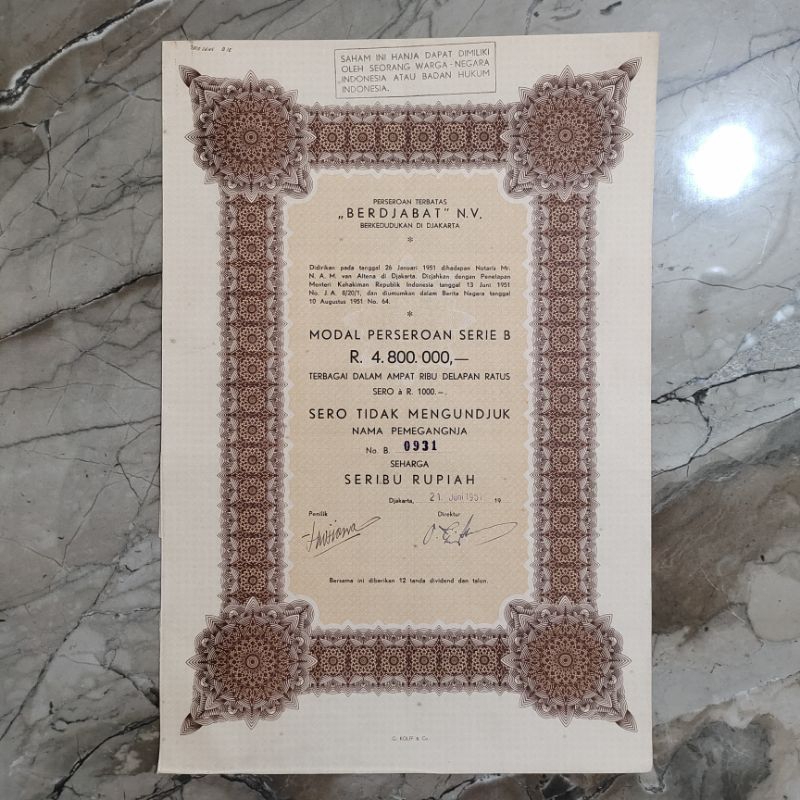 SAHAM INI HANJA DAPAT DIMILIKI
OLEH SEORANG WARGA-NEGARA
INDONESIA ATAU BADAN HUKUM
INDONESIA.
PERSEROAN TERBATAS
„BERDJABAT" N.V.
BERKEDUDUKAN DI DJAKARTA
*
Didirikan pada tanggal 26 Januari 1951 dihadapan Notaris Mr.
N. A. M. van Altena di Djakarta. Disjahkan dengan Penetapan
Menteri Kehakiman Republik Indonesia tanggal 13 Juni 1951
No. J.A. 8/20/1, dan diumumkan dalam Berita Negara tanggal
10 Augustus 1951 No. 64.
*
MODAL PERSEROAN SERIE B
R. 4.800.000,—
TERBAGAI DALAM AMPAT RIBU DELAPAN RATUS
SERO à R. 1000.—.
SERO TIDAK MENGUNDJUK
NAMA PEMEGANGNJA
No. B. 0931
SEHARGA
SERIBU RUPIAH
Djakarta, 21 Juni 1951 19
Penilik Direktur
Bersama ini diberikan 12 tanda dividend dan talon.
G. KOLFF & Co